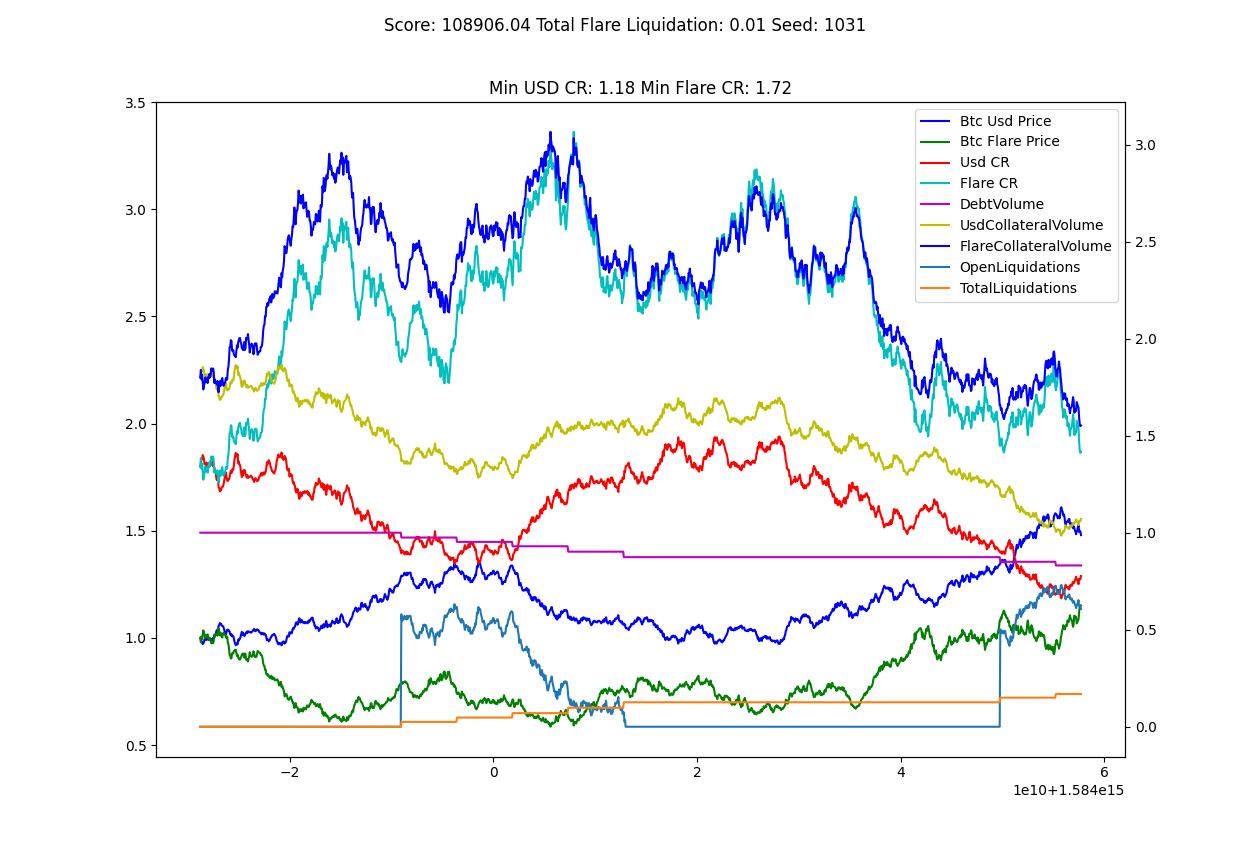 Score: 108906.04 Total Flare Liquidation: 0.01 Seed: 1031
Min USD CR: 1.18 Min Flare CR: 1.72
3.5
3.0
2.5
2.0
1.5
1.0
0.5
Btc Usd Price
Btc Flare Price
Usd CR
Flare CR
DebtVolume
UsdCollateralVolume
FlareCollateralVolume
OpenLiquidations
TotalLiquidations
3.0
2.5
2.0
1.5
1.0
0.5
0.0
−2 0 2 4 6
1e10+1.584e15